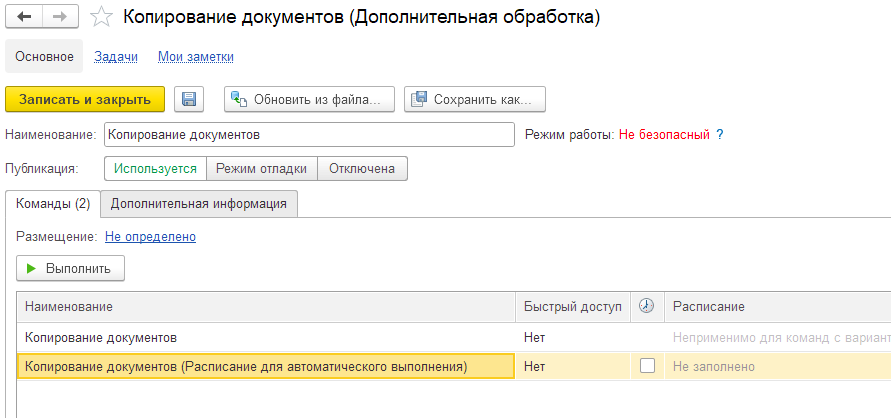 Копирование документов (Дополнительная обработка)
Основное Задачи Мои заметки
Записать и закрыть Обновить из файла... Сохранить как...
Наименование: Копирование документов Режим работы: Не безопасный ?
Публикация: Используется Режим отладки Отключена
Команды (2) Дополнительная информация
Размещение: Не определено
Выполнить
Наименование Быстрый доступ Расписание
Копирование документов Нет Неприменимо для команд с вариант
Копирование документов (Расписание для автоматического выполнения) Нет Не заполнено